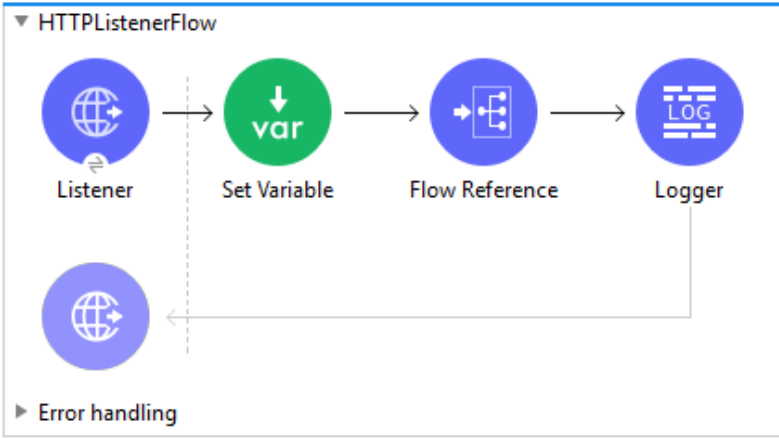 HTTPListenerFlow
var
LOG
Listener
Set Variable
Flow Reference
Logger
Error handling